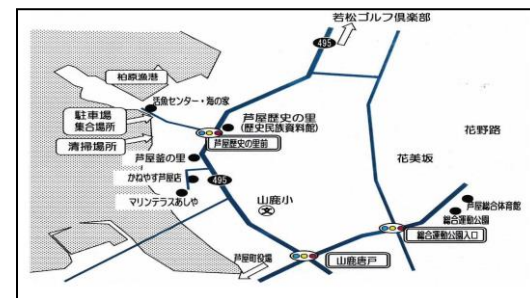 若松ゴルフ倶楽部
495
柏原漁港
活魚センター・海の家
駐車場
集合場所
清掃場所
芦屋歴史の里
(歴史民族資料館)
芦屋歴史の里前
花野路
花美坂
芦屋釜の里
かねやす芦屋店
495
マリンテラスあしや
山鹿小
文
芦屋総合体育館
総合運動公園
総合運動公園入口
芦屋町役場
山鹿唐戸